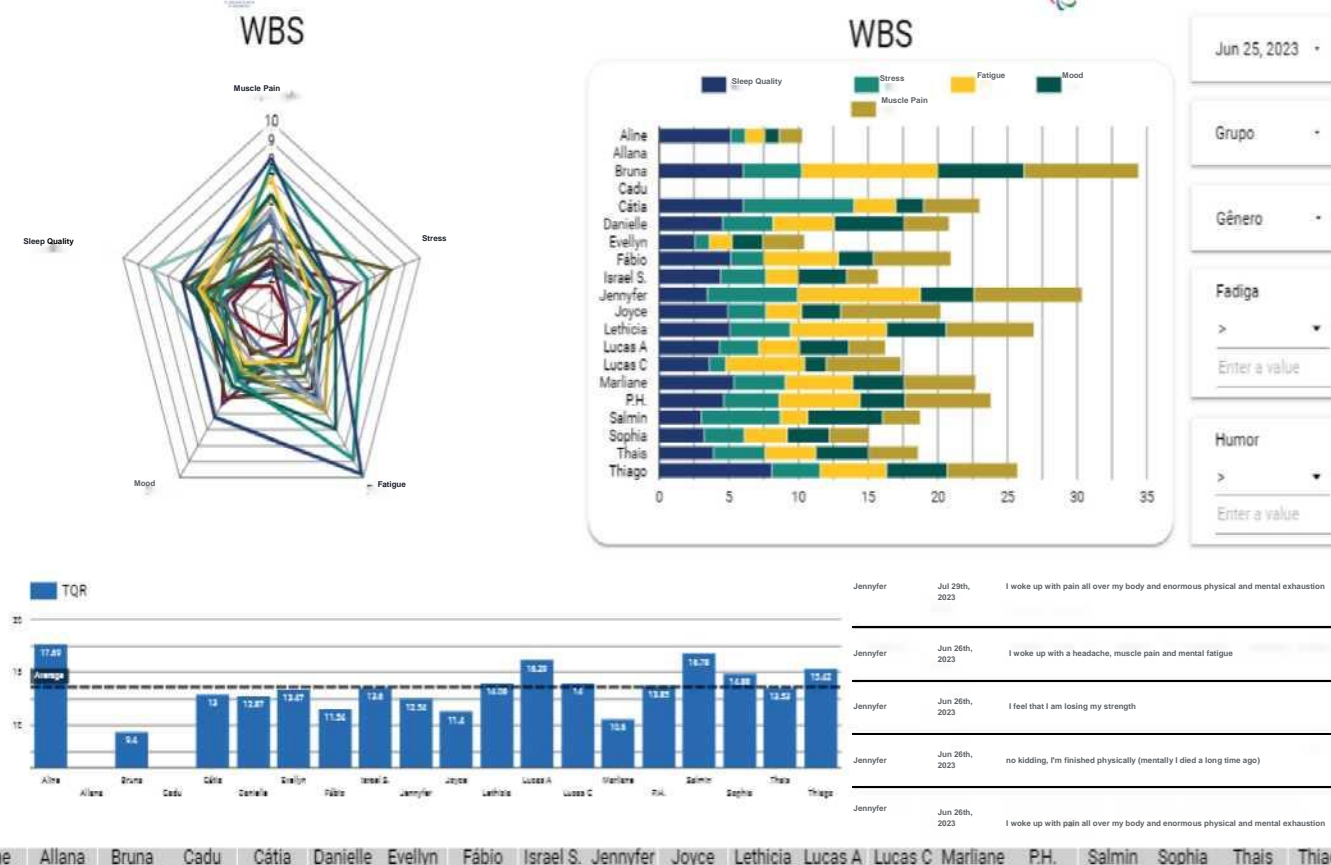 WBS
Muscle Pain
10
9
Sleep Quality
Stress
Mood
Fatigue
WBS
Sleep Quality
Stress
Fatigue
Mood
Muscle Pain
Aline
Allana
Bruna
Cadu
Cátia
Danielle
Evellyn
Fábio
Israel S.
Jennyfer
Joyce
Lethicia
Lucas A
Lucas C
Marliane
P.H.
Salmin
Sophia
Thais
Thiago
0 5 10 15 20 25 30 35
Jun 25, 2023
Grupo
Gênero
Fadiga
>
Enter a value
Humor
>
Enter a value
TQR
20
15
10
Average
17.69
9.4
13
12.87
13.47
11.54
13.6
12.54
11.4
14.06
16.29
14
10.6
13.85
16.78
14.88
13.53
15.42
Aline Bruna Cátia Evellyn Israel S. Joyce Lucas A Marliane Salmin Thais
Allana Cadu Danielle Fábio Jennyfer Lethicia Lucas C P.H. Sophia Thiago
Jennyfer Jul 29th, I woke up with pain all over my body and enormous physical and mental exhaustion
2023
Jennyfer Jun 26th, I woke up with a headache, muscle pain and mental fatigue
2023
Jennyfer Jun 26th, I feel that I am losing my strength
2023
Jennyfer Jun 26th, no kidding, I'm finished physically (mentally I died a long time ago)
2023
Jennyfer Jun 26th,
2023 I woke up with pain all over my body and enormous physical and mental exhaustion
ne Allana Bruna Cadu Cátia Danielle Evellyn Fábio Israel S. Jennyfer Joyce Lethicia Lucas A Lucas C Marliane P.H. Salmin Sophia Thais Thia